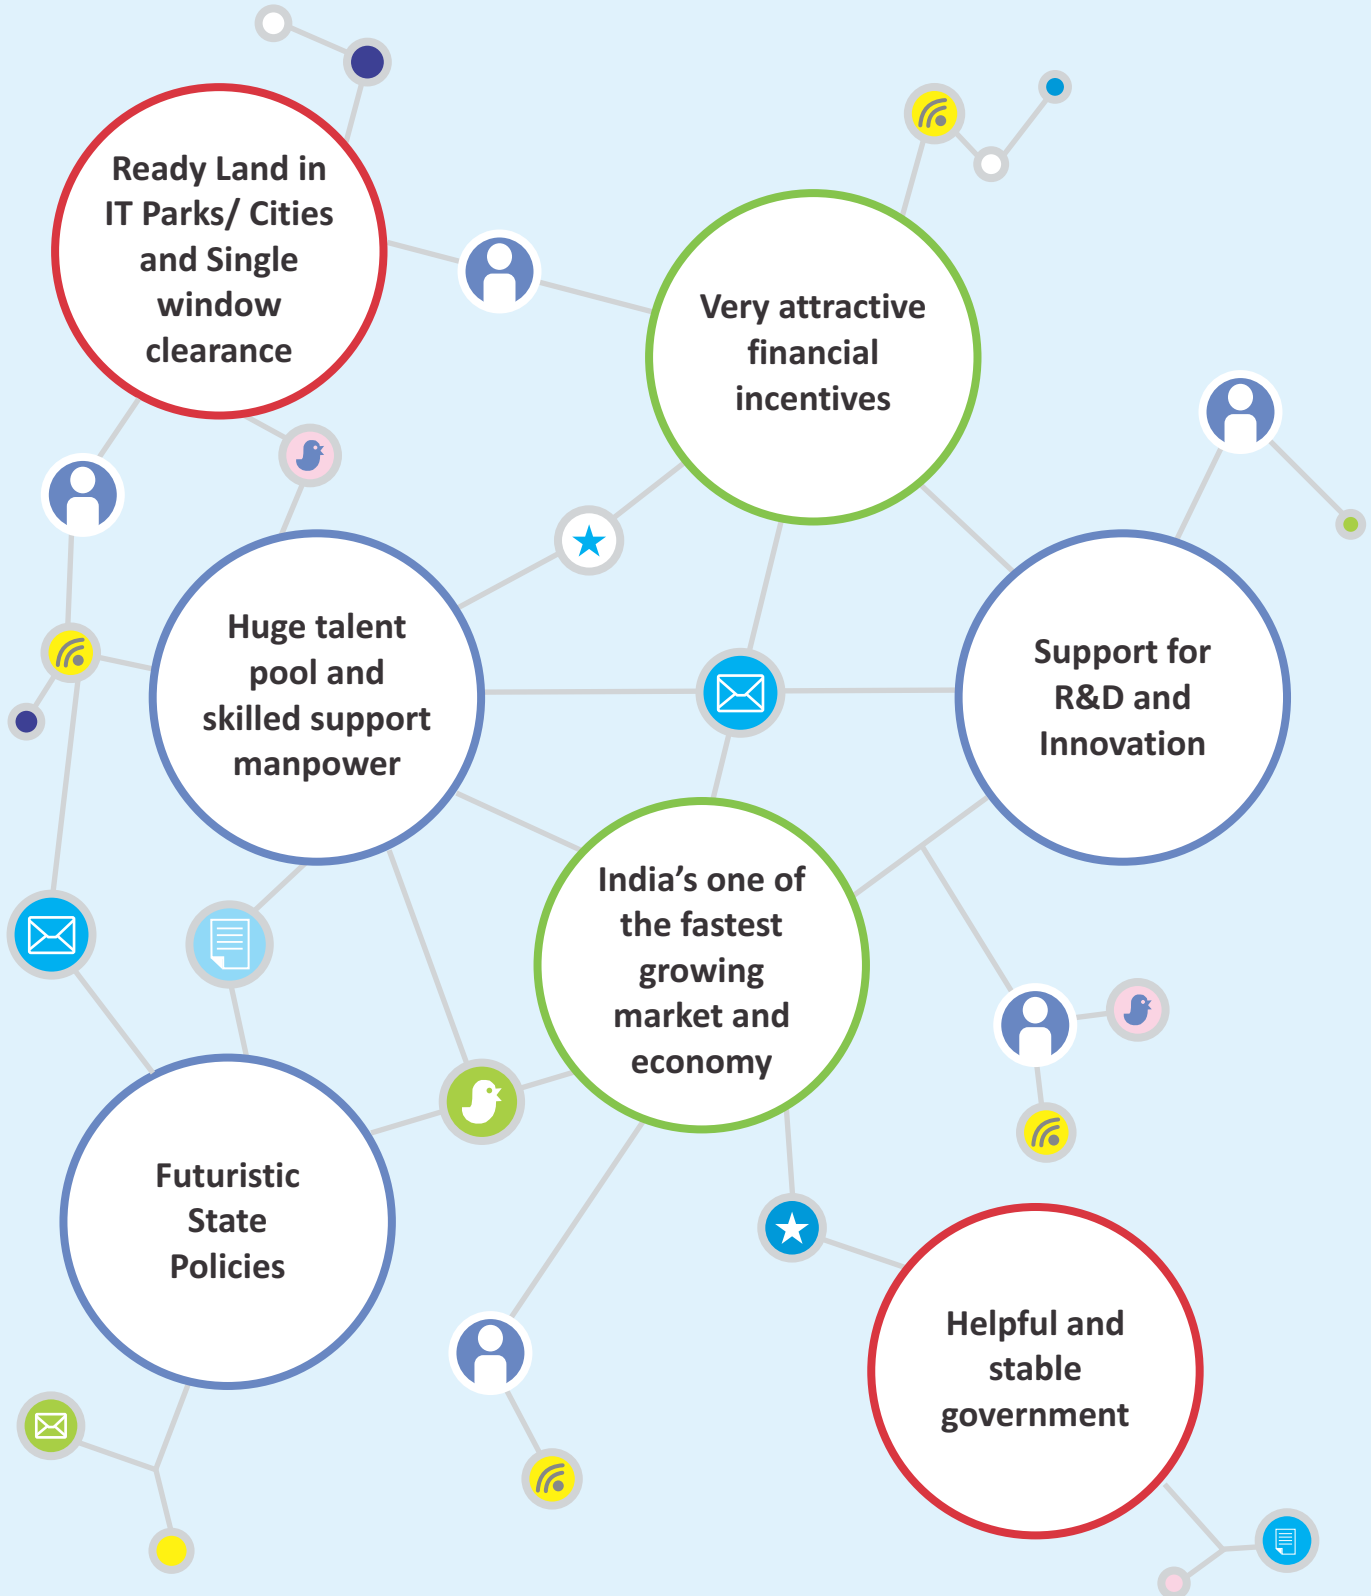 Ready Land in
IT Parks/ Cities
and Single
window
clearance
Very attractive
financial
incentives
Huge talent
pool and
skilled support
manpower
Support for
R&D and
Innovation
India’s one of
the fastest
growing
market and
economy
Futuristic
State
Policies
Helpful and
stable
government